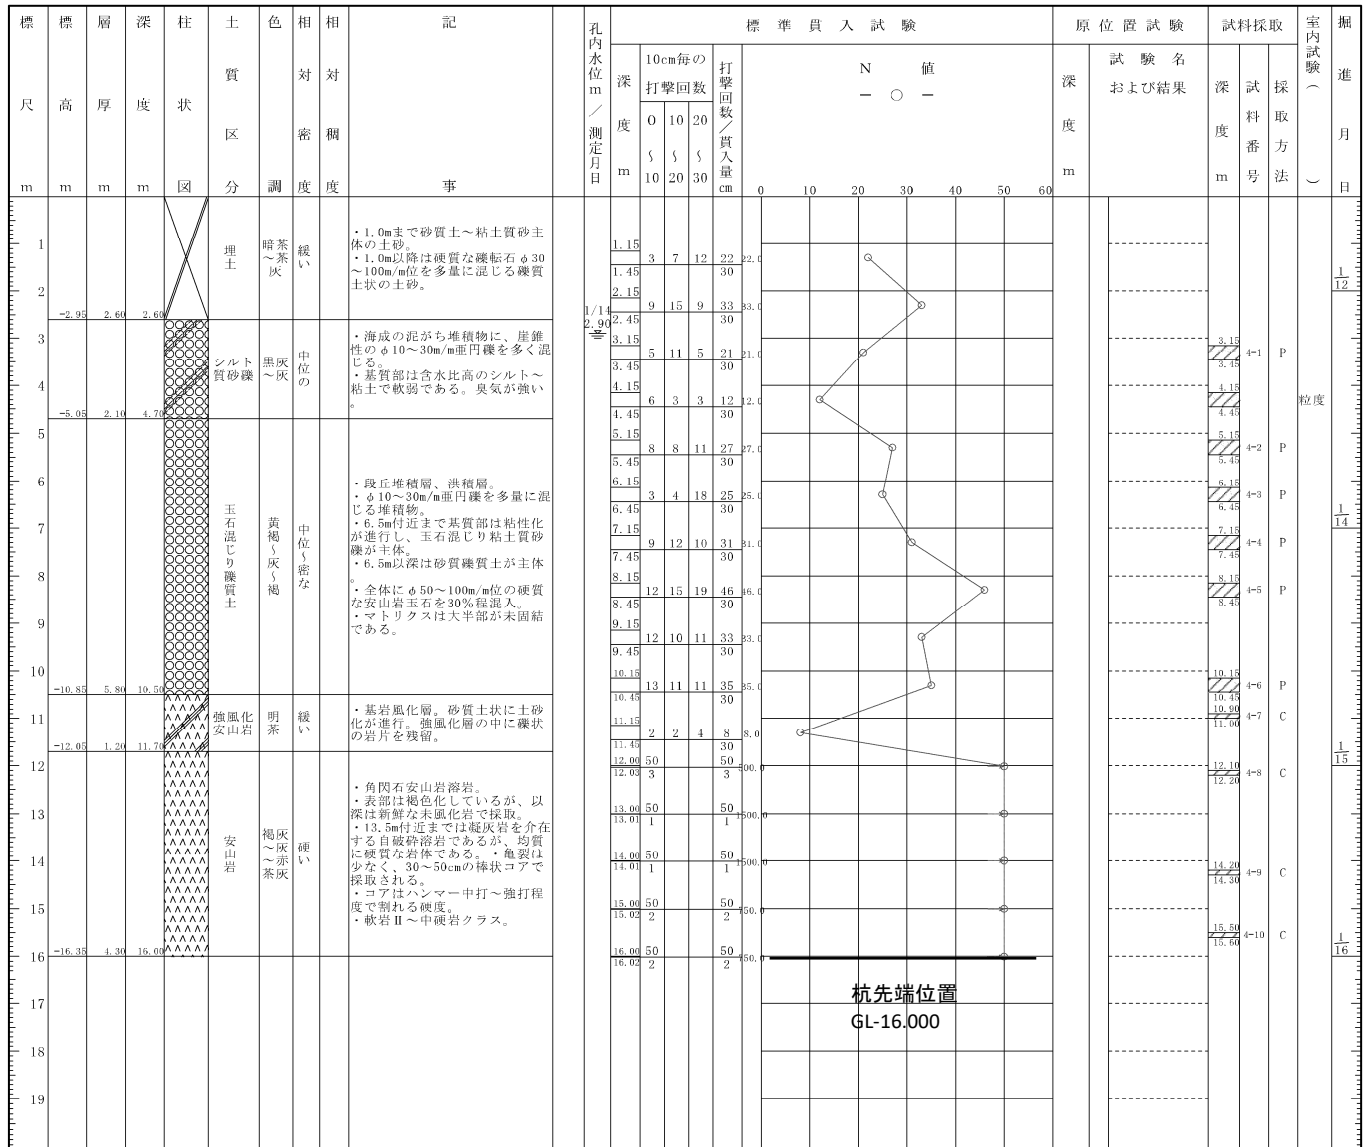 標尺 m
標高 m
層厚 m
深度 m
柱状図
土質区分
色調
相対密度
相対稠度
記事
孔内水位m/測定月日
標準貫入試験
深度 m
10cm毎の
打撃回数
0 10 20
〜 〜 〜
10 20 30
打撃回数/貫入量 cm
N 値
0 10 20 30 40 50 60
原位置試験
深度 m
試験名
および結果
試料採取
深度 m
試料番号
採取方法
室内試験( )
掘進月日
1
2
3
4
5
6
7
8
9
10
11
12
13
14
15
16
17
18
19
-2.95 2.60 2.60
埋土
暗茶
〜茶
灰
緩い
・1.0mまで砂質土〜粘土質砂主
体の土砂。
・1.0m以降は硬質な礫転石φ30
〜100m/m位を多量に混じる礫質
土状の土砂。
-5.05 2.10 4.70
シルト
質砂礫
黒灰
〜灰
中位の
・海成の泥がち堆積物に、崖錐
性のφ10〜30m/m亜円礫を多く混
じる。
・基質部は含水比高のシルト〜
粘土で軟弱である。臭気が強い
。
-10.85 5.80 10.50
玉石混じり礫質土
黄褐〜灰〜褐
中位〜密な
・段丘堆積層、洪積層。
・φ10〜30m/m亜円礫を多量に混
じる堆積物。
・6.5m付近まで基質部は粘性化
が進行し、玉石混じり粘土質砂
礫が主体。
・6.5m以深は砂質礫質土が主体
。
・全体にφ50〜100m/m位の硬質
な安山岩玉石を30%程混入。
・マトリクスは大半部が未固結
である。
-12.05 1.20 11.70
強風化
安山岩
明茶
緩い
・基岩風化層。砂質土状に土砂
化が進行。強風化層の中に礫状
の岩片を残留。
-16.35 4.30 16.00
安山岩
褐灰
〜灰
〜赤
茶灰
硬い
・角閃石安山岩溶岩。
・表部は褐色化しているが、以
深は新鮮な未風化岩で採取。
・13.5m付近までは凝灰岩を介在
する自破砕溶岩であるが、均質
に硬質な岩体である。・亀裂は
少なく、30〜50cmの棒状コアで
採取される。
・コアはハンマー中打〜強打程
度で割れる硬度。
・軟岩Ⅱ〜中硬岩クラス。
1/14
2.90
1.15
3 7 12 22 22.0
1.45 30
2.15
9 15 9 33 33.0
2.45 30
3.15
5 11 5 21 21.0
3.45 30
4.15
6 3 3 12 12.0
4.45 30
5.15
8 8 11 27 27.0
5.45 30
6.15
3 4 18 25 25.0
6.45 30
7.15
9 12 10 31 31.0
7.45 30
8.15
12 15 19 46 46.0
8.45 30
9.15
12 10 11 33 33.0
9.45 30
10.15
13 11 11 35 35.0
10.45 30
11.15
2 2 4 8 8.0
11.45 30
12.00 50 50 500.0
12.03 3 3
13.00 50 50 1500.0
13.01 1 1
14.00 50 50 1500.0
14.01 1 1
15.00 50 50 750.0
15.02 2 2
16.00 50 50 750.0
16.02 2 2
杭先端位置
GL-16.000
3.15
4-1 P
3.45
4.15
4.45
5.15
4-2 P
5.45
6.15
4-3 P
6.45
7.15
4-4 P
7.45
8.15
4-5 P
8.45
10.15
4-6 P
10.45
10.90
4-7 C
11.00
12.10
4-8 C
12.20
14.20
4-9 C
14.30
15.50
4-10 C
15.60
粒度
1/12
1/14
1/15
1/16